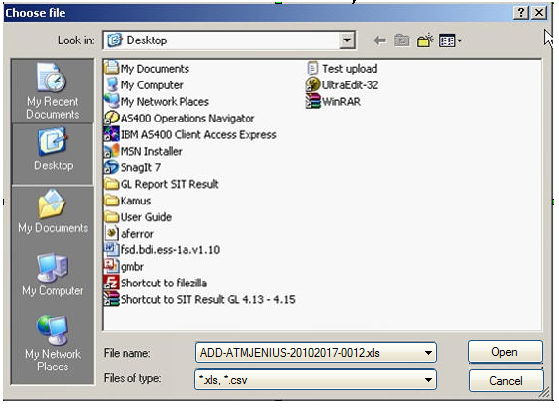 Choose file
Look in:
Desktop
My Recent
Documents
Desktop
My Documents
My Computer
My Network
Places
My Documents
My Computer
My Network Places
AS400 Operations Navigator
IBM AS400 Client Access Express
MSN Installer
SnagIt 7
GL Report SIT Result
Kamus
User Guide
aferror
fsd.bdi.ess-1a.v1.10
gmbr
Shortcut to filezilla
Shortcut to SIT Result GL 4.13 - 4.15
Test upload
UltraEdit-32
WinRAR
File name:
ADD-ATMJENIUS-20102017-0012.xls
Open
Files of type:
*.xls, *.csv
Cancel